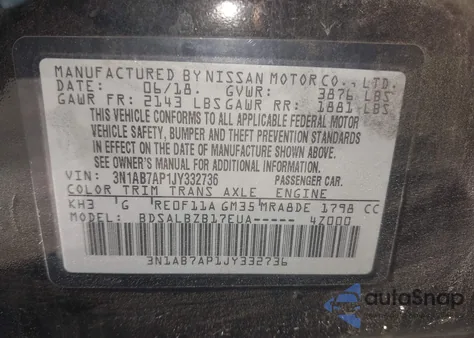 MANUFACTURED BY NISSAN MOTOR CO., LTD.
DATE: 06/18. GVWR: 3876 LBS
GAWR FR: 2143 LBS GAWR RR: 1881 LBS
THIS VEHICLE CONFORMS TO ALL APPLICABLE FEDERAL MOTOR
VEHICLE SAFETY, BUMPER AND THEFT PREVENTION STANDARDS
IN EFFECT ON THE DATE OF MANUFACTURE SHOWN ABOVE.
SEE OWNER'S MANUAL FOR ADDITIONAL INFORMATION.
VIN: 3N1AB7AP1JY332736 PASSENGER CAR.
COLOR TRIM TRANS AXLE ENGINE
KH3 G RE0F11A GM35 MRA8DE 1798 CC
MODEL: BDSALBZB17EUA----- 47000
3N1AB7AP1JY332736
autoSnap